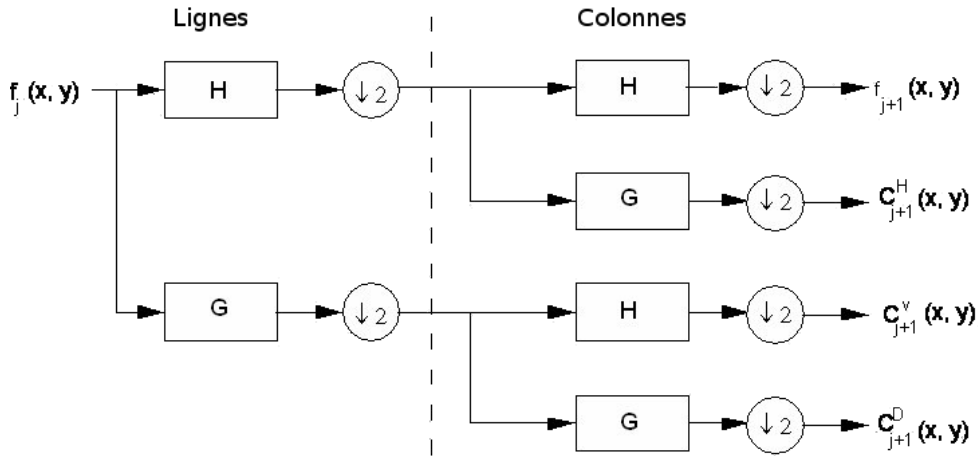 Lignes Colonnes
f_j (x, y) H ↓2 H ↓2 f_{j+1} (x, y)
G ↓2 C^H_{j+1} (x, y)
G ↓2 H ↓2 C^v_{j+1} (x, y)
G ↓2 C^D_{j+1} (x, y)